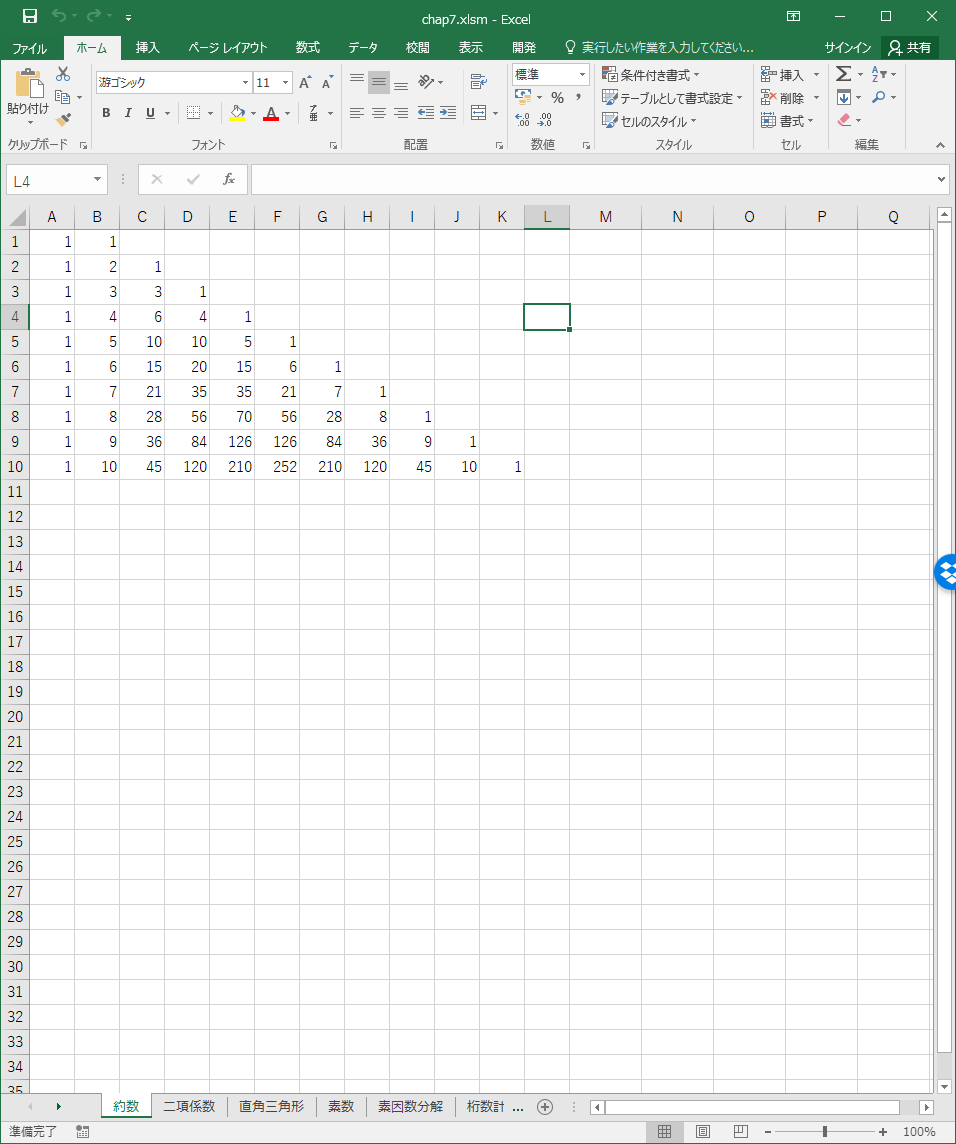 chap7.xlsm - Excel
ファイル ホーム 挿入 ページ レイアウト 数式 データ 校閲 表示 開発 実行したい作業を入力してください... サインイン 共有
貼り付け 游ゴシック 11 A A 標準 条件付き書式 挿入 Σ A Z
% , テーブルとして書式設定 削除
B I U A 亜 .0 .00 .00 .0 セルのスタイル 書式
クリップボード フォント 配置 数値 スタイル セル 編集
L4 fx
A B C D E F G H I J K L M N O P Q
1 1 1
2 1 2 1
3 1 3 3 1
4 1 4 6 4 1
5 1 5 10 10 5 1
6 1 6 15 20 15 6 1
7 1 7 21 35 35 21 7 1
8 1 8 28 56 70 56 28 8 1
9 1 9 36 84 126 126 84 36 9 1
10 1 10 45 120 210 252 210 120 45 10 1
11
12
13
14
15
16
17
18
19
20
21
22
23
24
25
26
27
28
29
30
31
32
33
34
35
約数 二項係数 直角三角形 素数 素因数分解 桁数計 ...
準備完了 100%